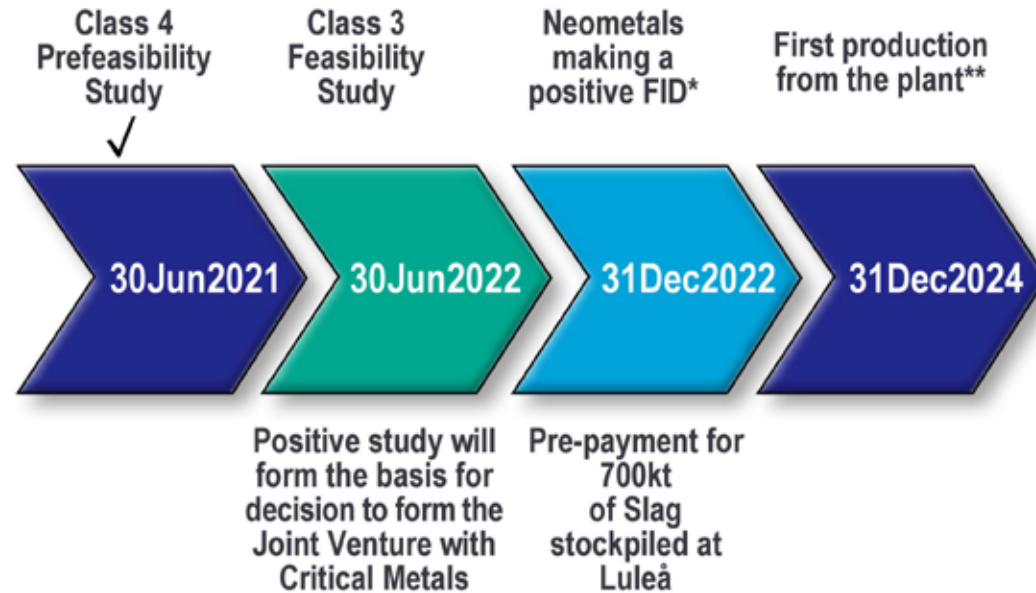 Class 4
Prefeasibility
Study
✓
Class 3
Feasibility
Study
Neometals
making a
positive FID*
First production
from the plant**
30Jun2021
30Jun2022
31Dec2022
31Dec2024
Positive study will
form the basis for
decision to form the
Joint Venture with
Critical Metals
Pre-payment for
700kt
of Slag
stockpiled at
Luleå